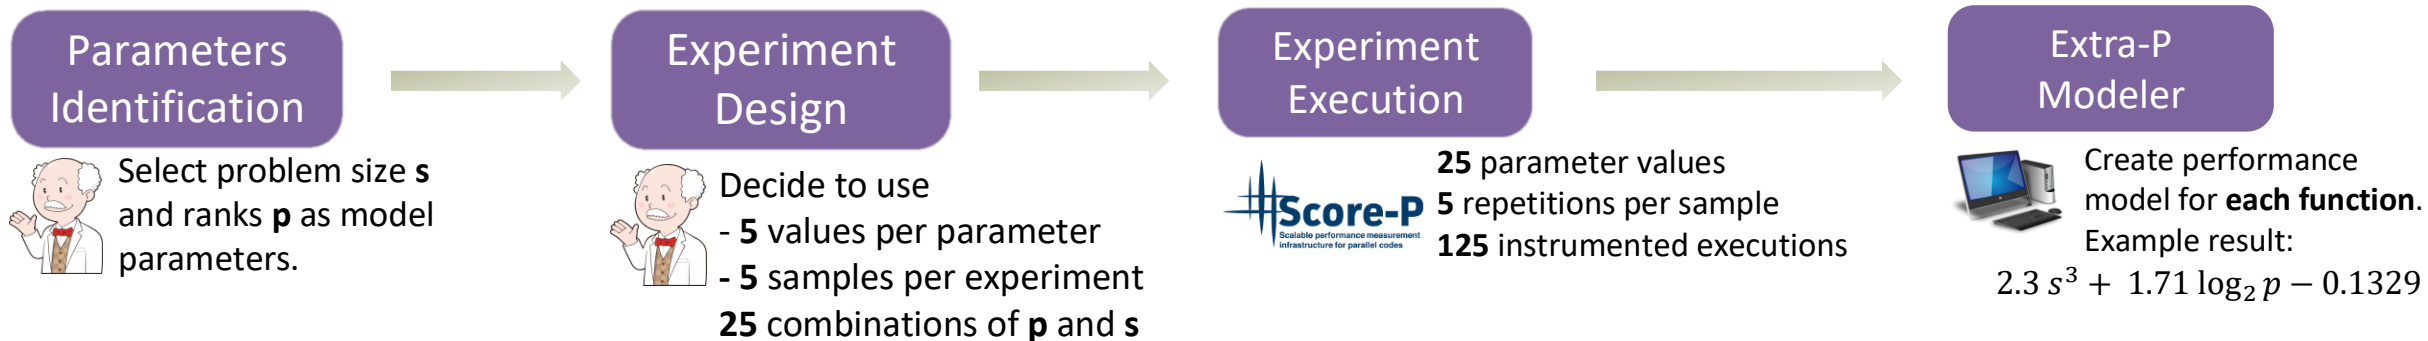 Parameters
Identification
Select problem size s
and ranks p as model
parameters.
Experiment
Design
Decide to use
- 5 values per parameter
- 5 samples per experiment
25 combinations of p and s
Experiment
Execution
Score-P
Scalable performance measurement
infrastructure for parallel codes
25 parameter values
5 repetitions per sample
125 instrumented executions
Extra-P
Modeler
Create performance
model for each function.
Example result:
2.3 s³ + 1.71 log₂ p − 0.1329